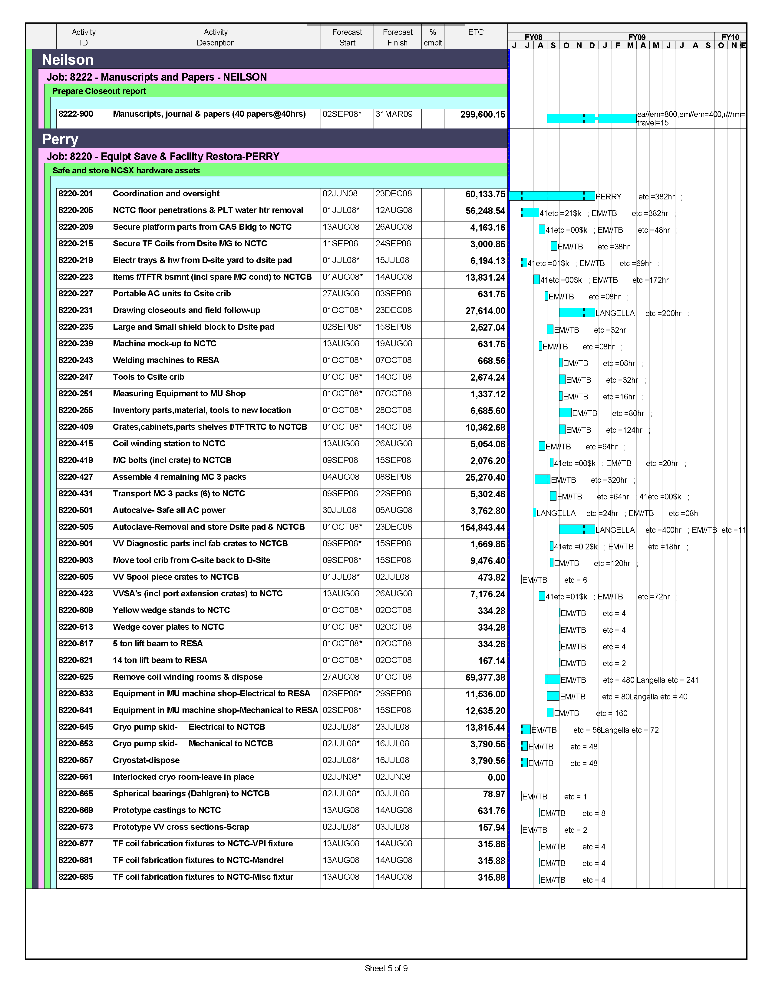 Activity ID Activity Description Forecast Start Forecast Finish % cmplt ETC FY08 FY09 FY10
J J A S O N D J F M A M J J A S O N
Neilson
Job: 8222 - Manuscripts and Papers - NEILSON
Prepare Closeout report
8222-900 Manuscripts, journal & papers (40 papers@40hrs) 02SEP08* 31MAR09 299,600.15 ea//em=800,em//em=400;r///rm=
travel=15
Perry
Job: 8220 - Equipt Save & Facility Restora-PERRY
Safe and store NCSX hardware assets
8220-201 Coordination and oversight 02JUN08 23DEC08 60,133.75 PERRY etc =382hr ;
8220-205 NCTC floor penetrations & PLT water htr removal 01JUL08* 12AUG08 56,248.54 41etc =21$k ; EM//TB etc =382hr ;
8220-209 Secure platform parts from CAS Bldg to NCTC 13AUG08 26AUG08 4,163.16 41etc =00$k ; EM//TB etc =48hr ;
8220-215 Secure TF Coils from Dsite MG to NCTC 11SEP08 24SEP08 3,000.86 EM//TB etc =38hr ;
8220-219 Electr trays & hw from D-site yard to dsite pad 01JUL08* 15JUL08 6,194.13 41etc =01$k ; EM//TB etc =69hr ;
8220-223 Items f/TFTR bsmnt (incl spare MC cond) to NCTCB 01AUG08* 14AUG08 13,831.24 41etc =00$k ; EM//TB etc =172hr ;
8220-227 Portable AC units to Csite crib 27AUG08 03SEP08 631.76 EM//TB etc =08hr ;
8220-231 Drawing closeouts and field follow-up 01OCT08* 23DEC08 27,614.00 LANGELLA etc =200hr ;
8220-235 Large and Small shield block to Dsite pad 02SEP08* 15SEP08 2,527.04 EM//TB etc =32hr ;
8220-239 Machine mock-up to NCTC 13AUG08 19AUG08 631.76 EM//TB etc =08hr ;
8220-243 Welding machines to RESA 01OCT08* 07OCT08 668.56 EM//TB etc =08hr ;
8220-247 Tools to Csite crib 01OCT08* 14OCT08 2,674.24 EM//TB etc =32hr ;
8220-251 Measuring Equipment to MU Shop 01OCT08* 07OCT08 1,337.12 EM//TB etc =16hr ;
8220-255 Inventory parts,material, tools to new location 01OCT08* 28OCT08 6,685.60 EM//TB etc =80hr ;
8220-409 Crates,cabinets,parts shelves f/TFTRTC to NCTCB 01OCT08* 14OCT08 10,362.68 EM//TB etc =124hr ;
8220-415 Coil winding station to NCTC 13AUG08 26AUG08 5,054.08 EM//TB etc =64hr ;
8220-419 MC bolts (incl crate) to NCTCB 09SEP08 15SEP08 2,076.20 41etc =00$k ; EM//TB etc =20hr ;
8220-427 Assemble 4 remaining MC 3 packs 04AUG08 08SEP08 25,270.40 EM//TB etc =320hr ;
8220-431 Transport MC 3 packs (6) to NCTC 09SEP08 22SEP08 5,302.48 EM//TB etc =64hr ; 41etc =00$k ;
8220-501 Autocalve- Safe all AC power 30JUL08 05AUG08 3,762.80 LANGELLA etc =24hr ; EM//TB etc =08h
8220-505 Autoclave-Removal and store Dsite pad & NCTCB 01OCT08* 23DEC08 154,843.44 LANGELLA etc =400hr ; EM//TB etc =11
8220-901 VV Diagnostic parts incl fab crates to NCTCB 09SEP08* 15SEP08 1,669.86 41etc =0.2$k ; EM//TB etc =18hr ;
8220-903 Move tool crib from C-site back to D-Site 09SEP08* 15SEP08 9,476.40 EM//TB etc =120hr ;
8220-605 VV Spool piece crates to NCTCB 01JUL08* 02JUL08 473.82 EM//TB etc = 6
8220-423 VVSA's (incl port extension crates) to NCTC 13AUG08 26AUG08 7,176.24 41etc =01$k ; EM//TB etc =72hr ;
8220-609 Yellow wedge stands to NCTC 01OCT08* 02OCT08 334.28 EM//TB etc = 4
8220-613 Wedge cover plates to NCTC 01OCT08* 02OCT08 334.28 EM//TB etc = 4
8220-617 5 ton lift beam to RESA 01OCT08* 02OCT08 334.28 EM//TB etc = 4
8220-621 14 ton lift beam to RESA 01OCT08* 02OCT08 167.14 EM//TB etc = 2
8220-625 Remove coil winding rooms & dispose 27AUG08 01OCT08 69,377.38 EM//TB etc = 480 Langella etc = 241
8220-633 Equipment in MU machine shop-Electrical to RESA 02SEP08* 29SEP08 11,536.00 EM//TB etc = 80Langella etc = 40
8220-641 Equipment in MU machine shop-Mechanical to RESA 02SEP08* 15SEP08 12,635.20 EM//TB etc = 160
8220-645 Cryo pump skid- Electrical to NCTCB 02JUL08* 23JUL08 13,815.44 EM//TB etc = 56Langella etc = 72
8220-653 Cryo pump skid- Mechanical to NCTCB 02JUL08* 16JUL08 3,790.56 EM//TB etc = 48
8220-657 Cryostat-dispose 02JUL08* 16JUL08 3,790.56 EM//TB etc = 48
8220-661 Interlocked cryo room-leave in place 02JUN08* 02JUN08 0.00
8220-665 Spherical bearings (Dahlgren) to NCTCB 02JUL08* 03JUL08 78.97 EM//TB etc = 1
8220-669 Prototype castings to NCTC 13AUG08 14AUG08 631.76 EM//TB etc = 8
8220-673 Prototype VV cross sections-Scrap 02JUL08* 03JUL08 157.94 EM//TB etc = 2
8220-677 TF coil fabrication fixtures to NCTC-VPI fixture 13AUG08 14AUG08 315.88 EM//TB etc = 4
8220-681 TF coil fabrication fixtures to NCTC-Mandrel 13AUG08 14AUG08 315.88 EM//TB etc = 4
8220-685 TF coil fabrication fixtures to NCTC-Misc fixtur 13AUG08 14AUG08 315.88 EM//TB etc = 4
Sheet 5 of 9